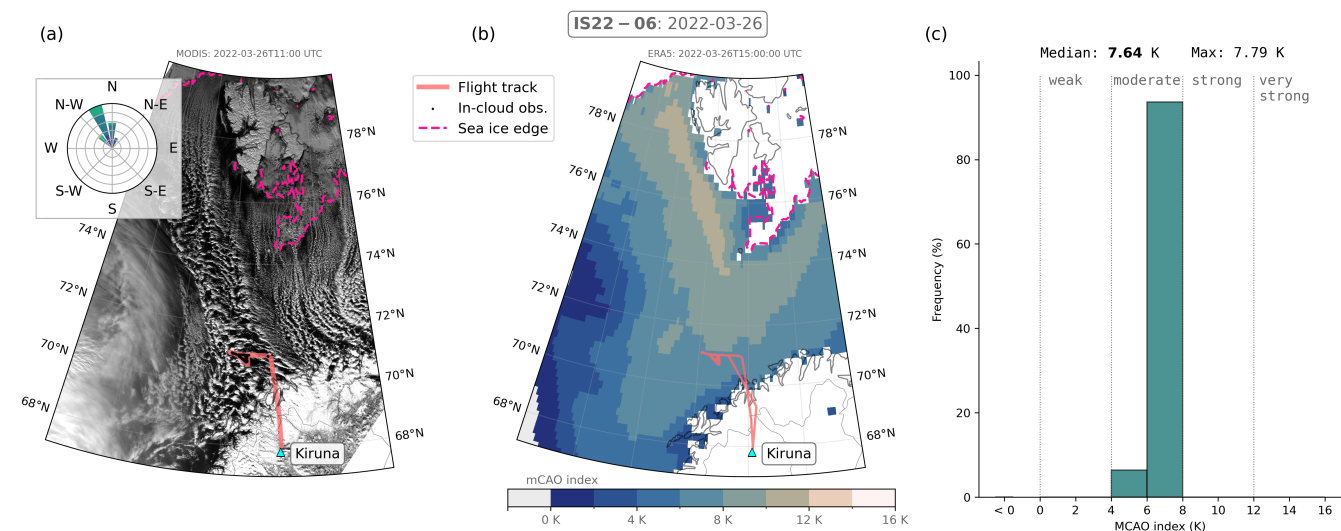 IS22 – 06: 2022-03-26
(a)
MODIS: 2022-03-26T11:00 UTC
N
N-E
E
S-E
S
S-W
W
N-W
78°N
76°N
74°N
72°N
70°N
68°N
74°N
72°N
70°N
68°N
Kiruna
Flight track
In-cloud obs.
Sea ice edge
(b)
ERA5: 2022-03-26T15:00:00 UTC
78°N
76°N
74°N
72°N
70°N
68°N
78°N
76°N
74°N
72°N
70°N
68°N
Kiruna
mCAO index
0 K 4 K 8 K 12 K 16 K
(c)
Median: 7.64 K Max: 7.79 K
weak moderate strong very
strong
Frequency (%)
100
80
60
40
20
0
< 0 0 2 4 6 8 10 12 14 16
MCAO index (K)